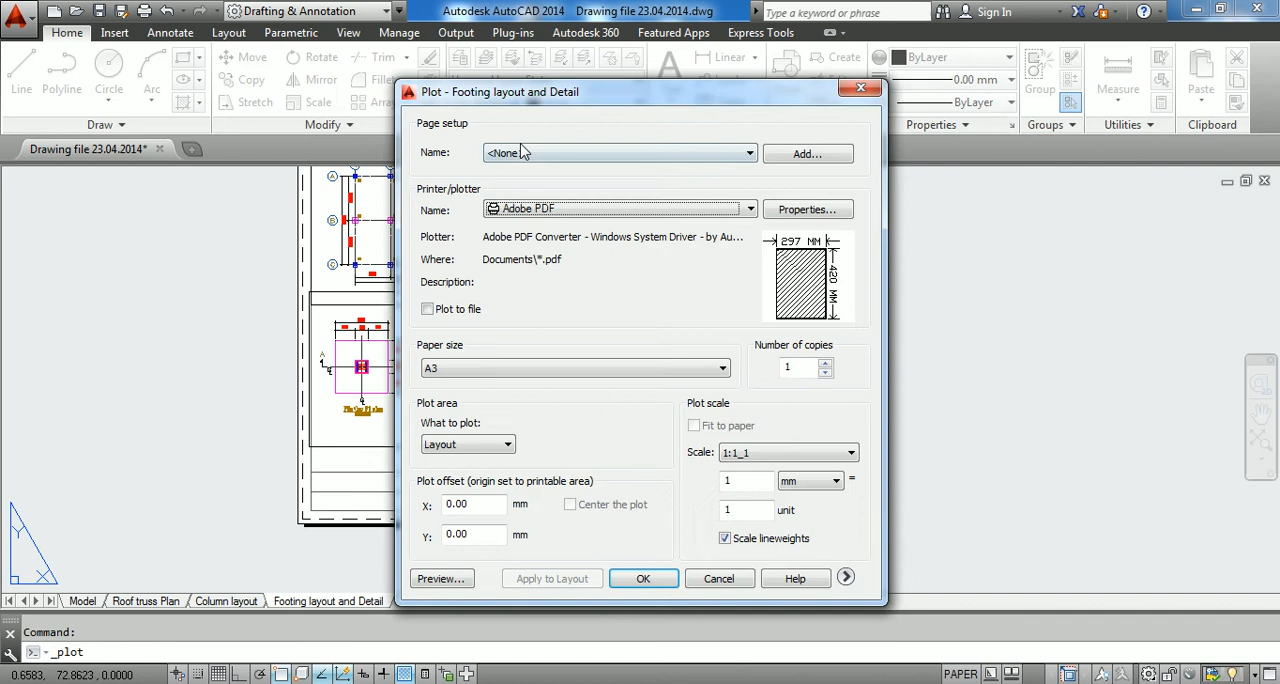 Drafting & Annotation
Autodesk AutoCAD 2014 Drawing file 23.04.2014.dwg
Type a keyword or phrase
Sign In
Home Insert Annotate Layout Parametric View Manage Output Plug-ins Autodesk 360 Featured Apps Express Tools
Line Polyline Circle Arc
Move Rotate Trim
Copy Mirror
Stretch Scale
Linear Create
ByLayer
0.00 mm
ByLayer
Group Measure Paste
Draw Modify Properties Groups Utilities Clipboard
Drawing file 23.04.2014*
Plot - Footing layout and Detail
Page setup
Name: <None
Add...
Printer/plotter
Name: Adobe PDF
Properties...
Plotter: Adobe PDF Converter - Windows System Driver - by Au...
Where: Documents\*.pdf
Description:
Plot to file
297 MM
420 MM
Paper size
A3
Number of copies
1
Plot area
What to plot:
Layout
Plot scale
Fit to paper
Scale: 1:1_1
1 mm =
1 unit
Scale lineweights
Plot offset (origin set to printable area)
X: 0.00 mm
Center the plot
Y: 0.00 mm
Preview... Apply to Layout OK Cancel Help
A
B
C
A
Y
X
Model Roof truss Plan Column layout Footing layout and Detail
Command:
_plot
0.6583, 72.8623, 0.0000
PAPER